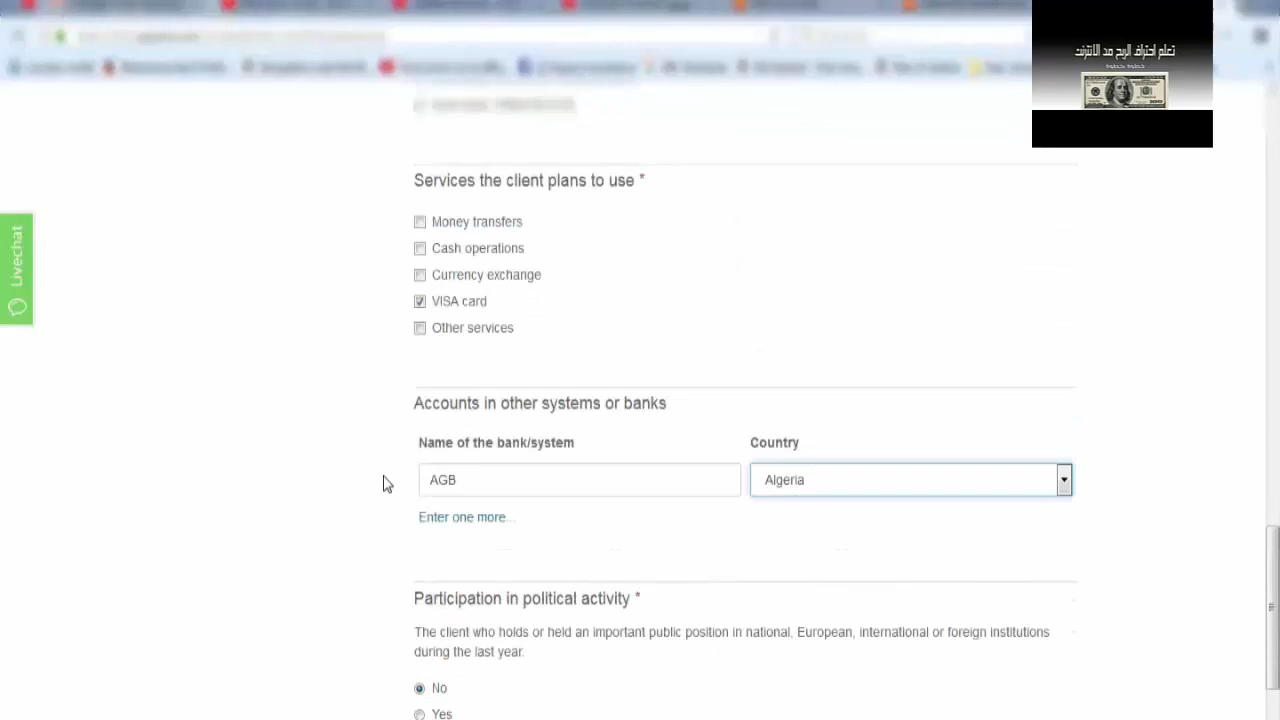 تعلم احتراف الربح مد الانترنت
Services the client plans to use *
Money transfers
Cash operations
Currency exchange
VISA card
Other services
Livechat
Accounts in other systems or banks
Name of the bank/system Country
AGB Algeria
Enter one more...
Participation in political activity *
The client who holds or held an important public position in national, European, international or foreign institutions
during the last year.
No
Yes